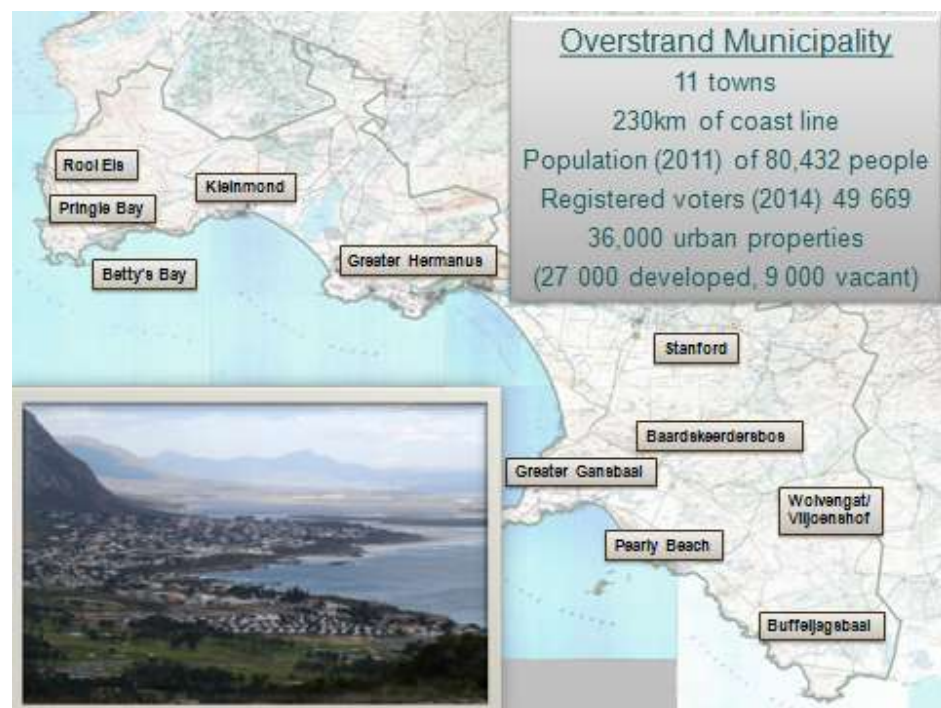 Overstrand Municipality
11 towns
230km of coast line
Population (2011) of 80,432 people
Registered voters (2014) 49 669
36,000 urban properties
(27 000 developed, 9 000 vacant)
Rooi Els
Kleinmond
Pringle Bay
Greater Hermanus
Betty's Bay
Stanford
Baardskeerdersbos
Greater Gansbaai
Wolvengat/
Viljoenshof
Pearly Beach
Buffeljagsbaai